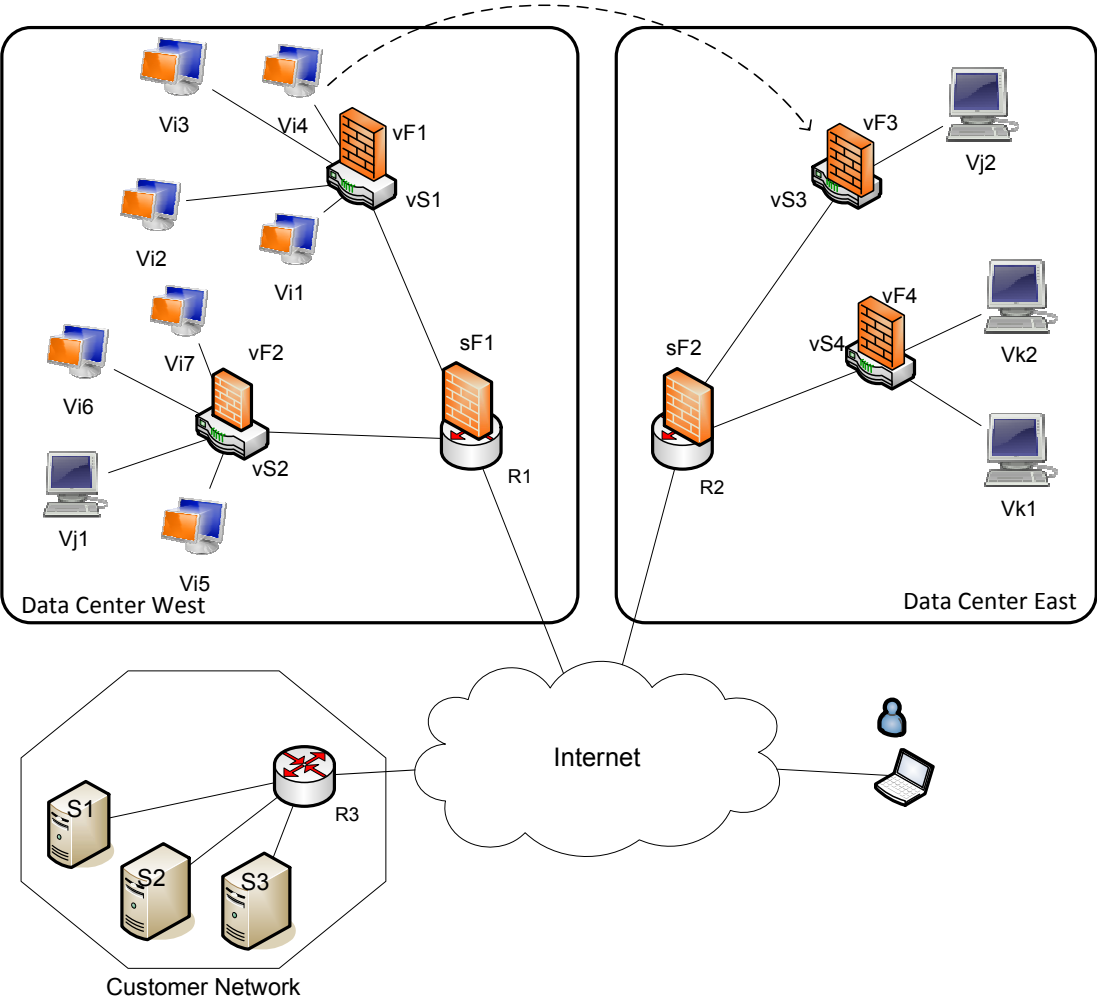 Vi3
Vi4
vF1
vS1
Vi2
Vi1
Vi7
vF2
Vi6
vS2
Vj1
Vi5
sF1
R1
Data Center West
vF3
Vj2
vS3
vF4
vS4
Vk2
sF2
R2
Vk1
Data Center East
Internet
R3
S1
S2
S3
Customer Network